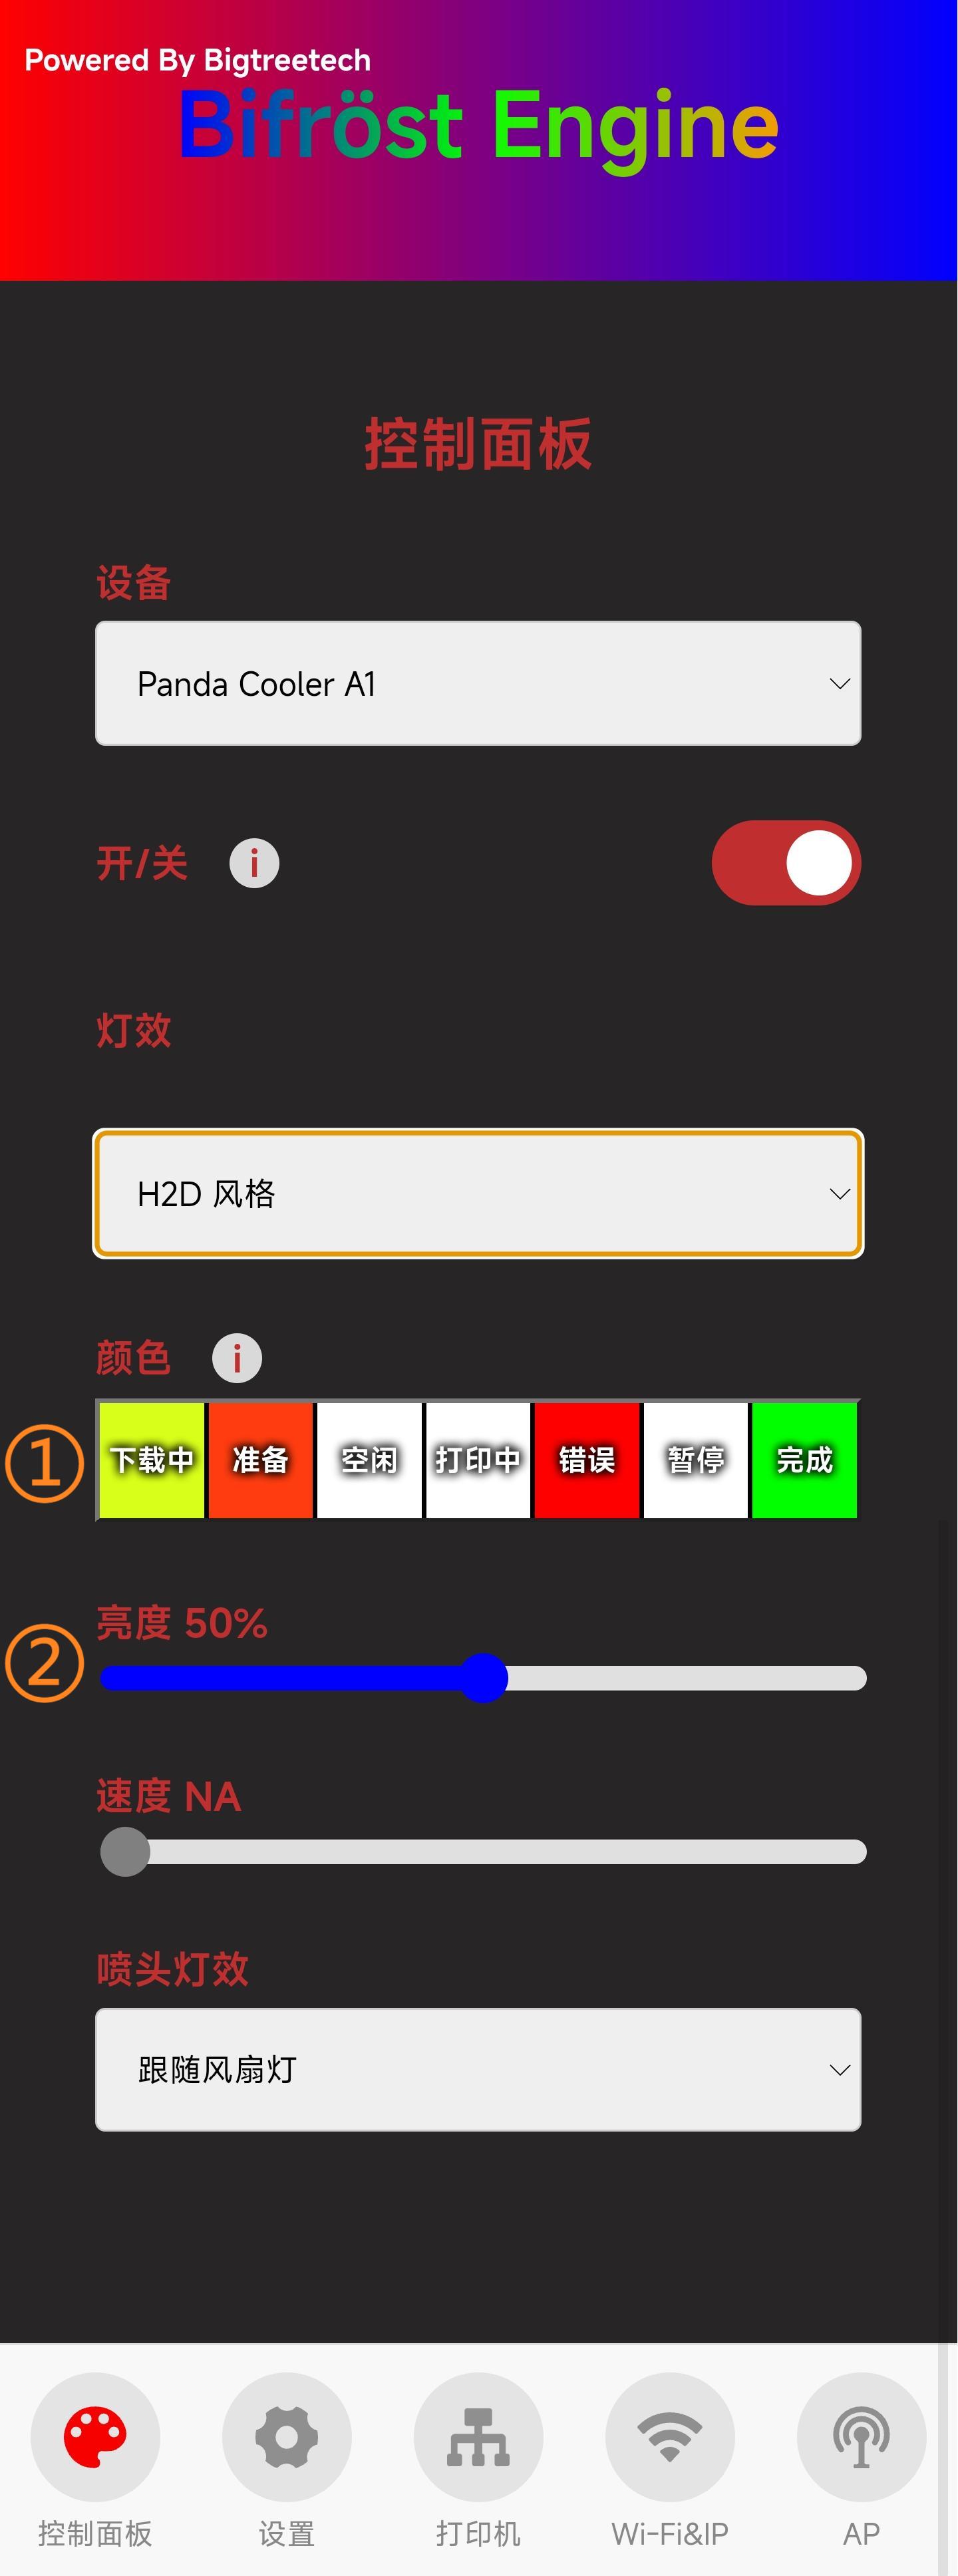 Powered By Bigtreetech
Bifröst Engine
控制面板
设备
Panda Cooler A1
开/关 i
灯效
H2D 风格
颜色 i
① 下载中 准备 空闲 打印中 错误 暂停 完成
② 亮度 50%
速度 NA
喷头灯效
跟随风扇灯
控制面板 设置 打印机 Wi-Fi&IP AP